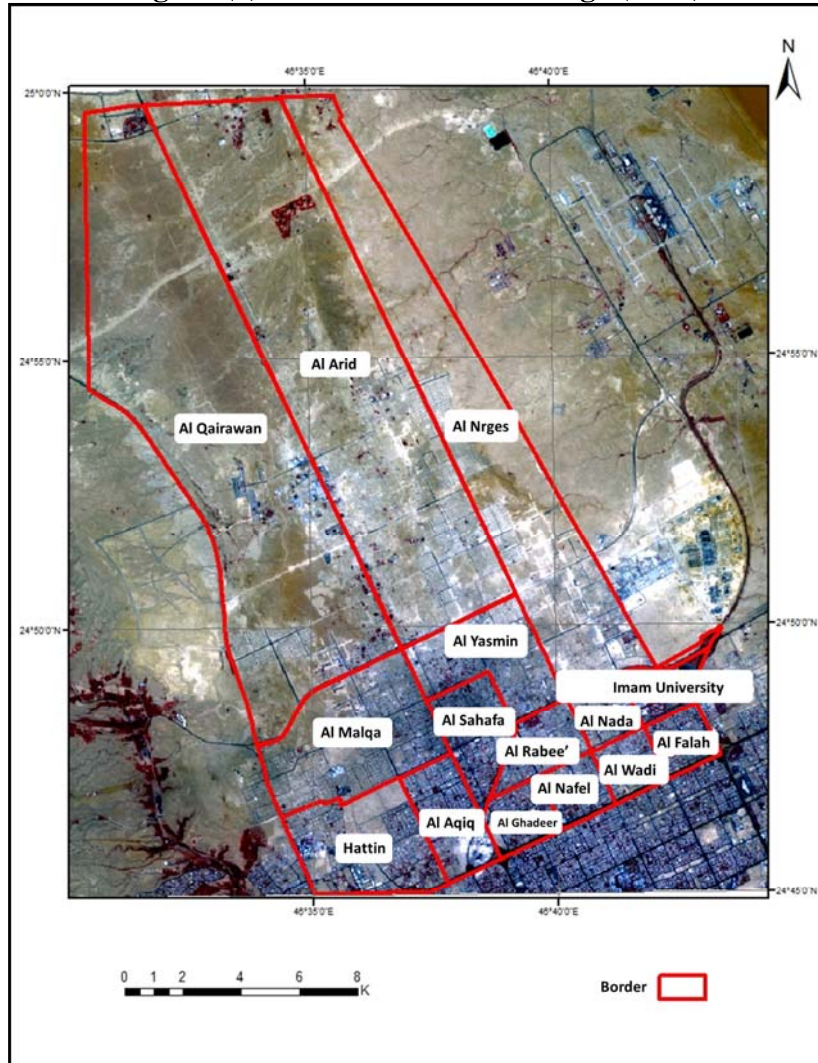 N
46°35'0"E
46°40'0"E
25°0'0"N
24°55'0"N
24°55'0"N
Al Arid
Al Qairawan
Al Nrges
24°50'0"N
24°50'0"N
Al Yasmin
Imam University
Al Sahafa
Al Nada
Al Malqa
Al Rabee’
Al Falah
Al Wadi
Al Nafel
Al Aqiq
Al Ghadeer
Hattin
24°45'0"N
46°35'0"E
46°40'0"E
0 1 2 4 6 8
K
Border